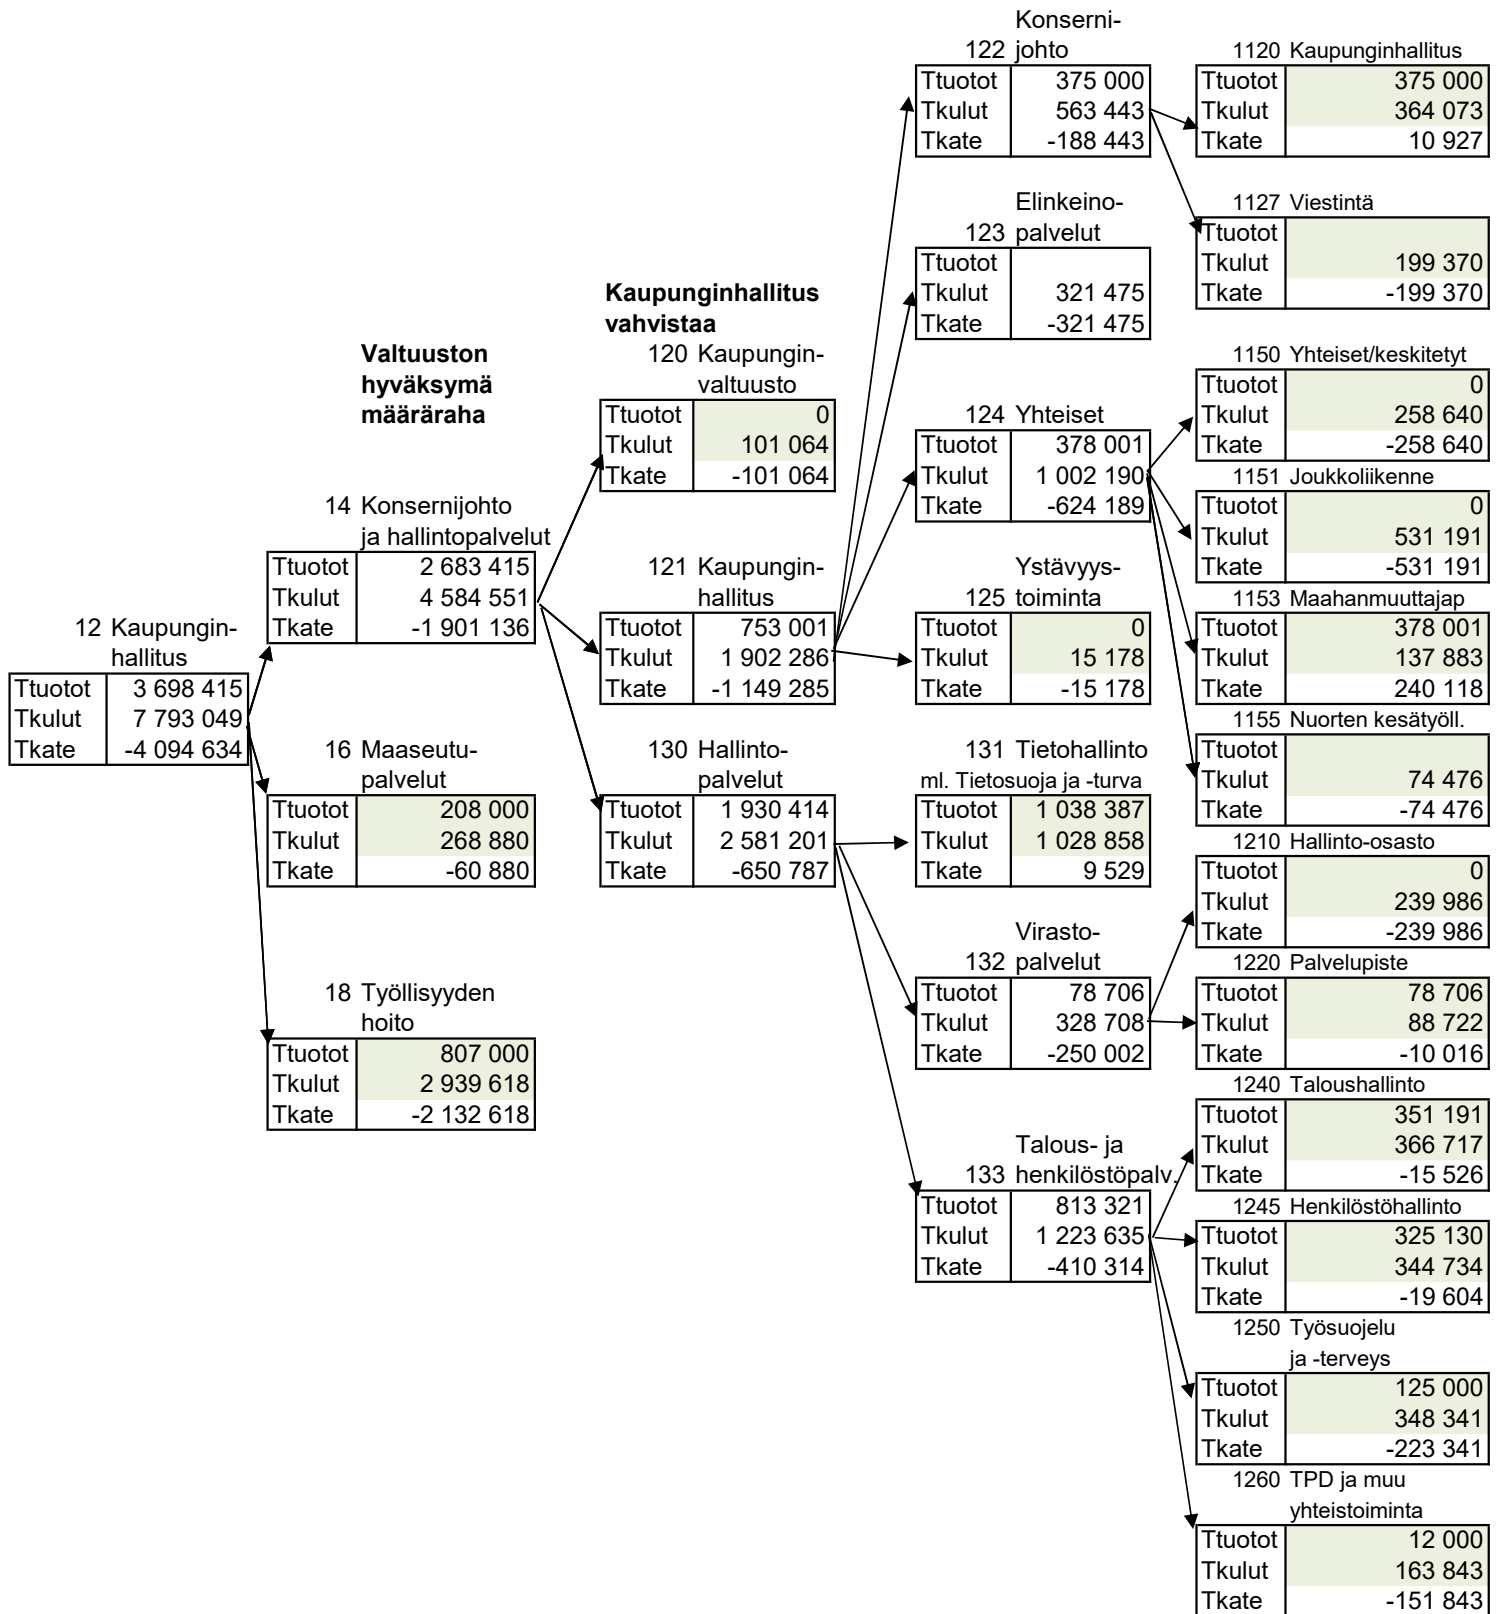 12 Kaupungin-
hallitus
Ttuotot 3 698 415
Tkulut 7 793 049
Tkate -4 094 634
Valtuuston
hyväksymä
määräraha
14 Konsernijohto
ja hallintopalvelut
Ttuotot 2 683 415
Tkulut 4 584 551
Tkate -1 901 136
16 Maaseutu-
palvelut
Ttuotot 208 000
Tkulut 268 880
Tkate -60 880
18 Työllisyyden
hoito
Ttuotot 807 000
Tkulut 2 939 618
Tkate -2 132 618
Kaupunginhallitus
vahvistaa
120 Kaupungin-
valtuusto
Ttuotot 0
Tkulut 101 064
Tkate -101 064
121 Kaupungin-
hallitus
Ttuotot 753 001
Tkulut 1 902 286
Tkate -1 149 285
130 Hallinto-
palvelut
Ttuotot 1 930 414
Tkulut 2 581 201
Tkate -650 787
Konserni-
122 johto
Ttuotot 375 000
Tkulut 563 443
Tkate -188 443
Elinkeino-
123 palvelut
Ttuotot
Tkulut 321 475
Tkate -321 475
124 Yhteiset
Ttuotot 378 001
Tkulut 1 002 190
Tkate -624 189
Ystävyys-
125 toiminta
Ttuotot 0
Tkulut 15 178
Tkate -15 178
131 Tietohallinto
ml. Tietosuoja ja -turva
Ttuotot 1 038 387
Tkulut 1 028 858
Tkate 9 529
Virasto-
132 palvelut
Ttuotot 78 706
Tkulut 328 708
Tkate -250 002
Talous- ja
133 henkilöstöpalv.
Ttuotot 813 321
Tkulut 1 223 635
Tkate -410 314
1120 Kaupunginhallitus
Ttuotot 375 000
Tkulut 364 073
Tkate 10 927
1127 Viestintä
Ttuotot
Tkulut 199 370
Tkate -199 370
1150 Yhteiset/keskitetyt
Ttuotot 0
Tkulut 258 640
Tkate -258 640
1151 Joukkoliikenne
Ttuotot 0
Tkulut 531 191
Tkate -531 191
1153 Maahanmuuttajap
Ttuotot 378 001
Tkulut 137 883
Tkate 240 118
1155 Nuorten kesätyöll.
Ttuotot
Tkulut 74 476
Tkate -74 476
1210 Hallinto-osasto
Ttuotot 0
Tkulut 239 986
Tkate -239 986
1220 Palvelupiste
Ttuotot 78 706
Tkulut 88 722
Tkate -10 016
1240 Taloushallinto
Ttuotot 351 191
Tkulut 366 717
Tkate -15 526
1245 Henkilöstöhallinto
Ttuotot 325 130
Tkulut 344 734
Tkate -19 604
1250 Työsuojelu
ja -terveys
Ttuotot 125 000
Tkulut 348 341
Tkate -223 341
1260 TPD ja muu
yhteistoiminta
Ttuotot 12 000
Tkulut 163 843
Tkate -151 843